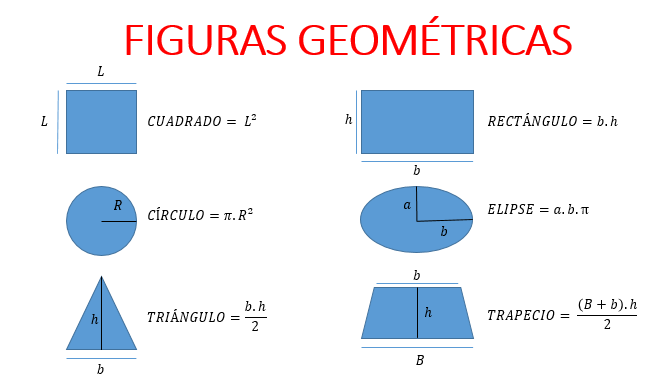 FIGURAS GEOMÉTRICAS
L
L
CUADRADO = L²
h
RECTÁNGULO = b.h
b
R
CÍRCULO = π.R²
a
b
ELIPSE = a.b.π
h
TRIÁNGULO = b.h/2
b
b
h
TRAPECIO = (B + b).h/2
B